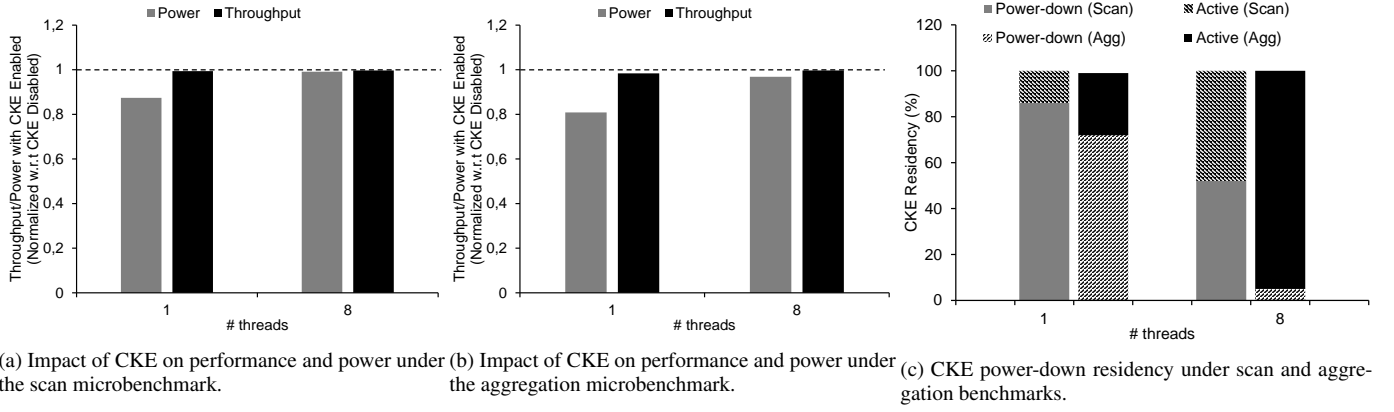 Power Throughput
1,2
1
0,8
0,6
0,4
0,2
0
Throughput/Power with CKE Enabled
(Normalized w.r.t CKE Disabled)
1 8
# threads
(a) Impact of CKE on performance and power under
the scan microbenchmark.
Power Throughput
1,2
1
0,8
0,6
0,4
0,2
0
Throughput/Power with CKE Enabled
(Normalized w.r.t CKE Disabled)
1 8
# threads
(b) Impact of CKE on performance and power under
the aggregation microbenchmark.
Power-down (Scan) Active (Scan)
Power-down (Agg) Active (Agg)
120
100
80
60
40
20
0
CKE Residency (%)
1 8
# threads
(c) CKE power-down residency under scan and aggre-
gation benchmarks.